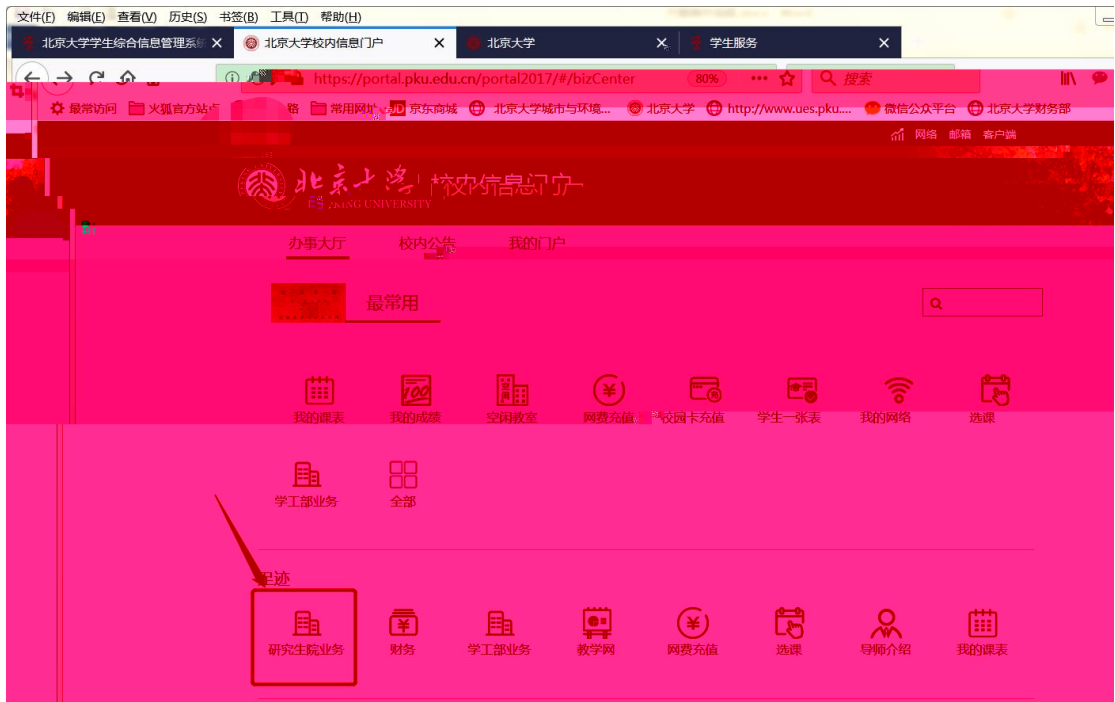 文件(F) 编辑(E) 查看(V) 历史(S) 书签(B) 工具(T) 帮助(H)
北京大学学生综合信息管理系统 北京大学校内信息门户 北京大学 学生服务
https://portal.pku.edu.cn/portal2017/#/bizCenter 80% 搜索
最常访问 火狐官方站点 常用网址 JD 京东商城 北京大学城市与环境... 北京大学 http://www.ues.pku.... 微信公众平台 北京大学财务部
网络 邮箱 客户端
北京大学 校内信息门户
PEKING UNIVERSITY
办事大厅 校内公告 我的门户
最常用
我的课表 我的成绩 空闲教室 网费充值 校园卡充值 学生一张表 我的网络 选课
学工部业务 全部
足迹
研究生院业务 财务 学工部业务 教学网 网费充值 选课 导师介绍 我的课表